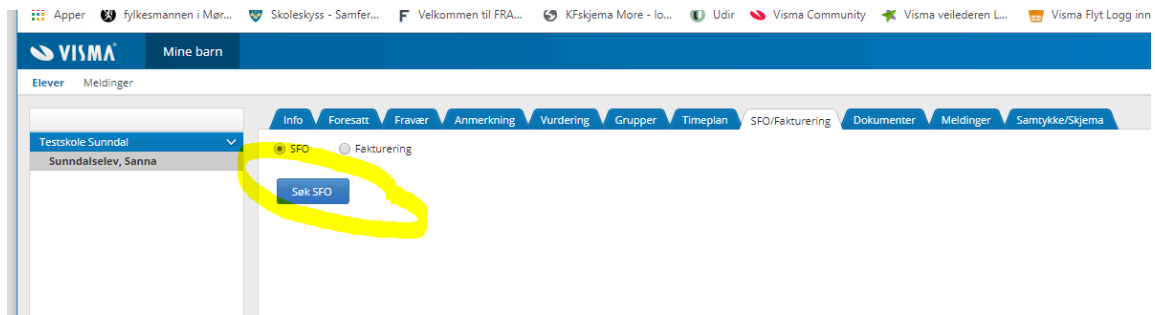 Apper fylkesmannen i Mør... Skoleskyss - Samfer... Velkommen til FRA... KFskjema More - lo... Udir Visma Community Visma veilederen L... Visma Flyt Logg inn
VISMA Mine barn
Elever Meldinger
Info Foresatt Fravær Anmerkning Vurdering Grupper Timeplan SFO/Fakturering Dokumenter Meldinger Samtykke/Skjema
Testskole Sunndal
SFO Fakturering
Sunndalselev, Sanna
Søk SFO